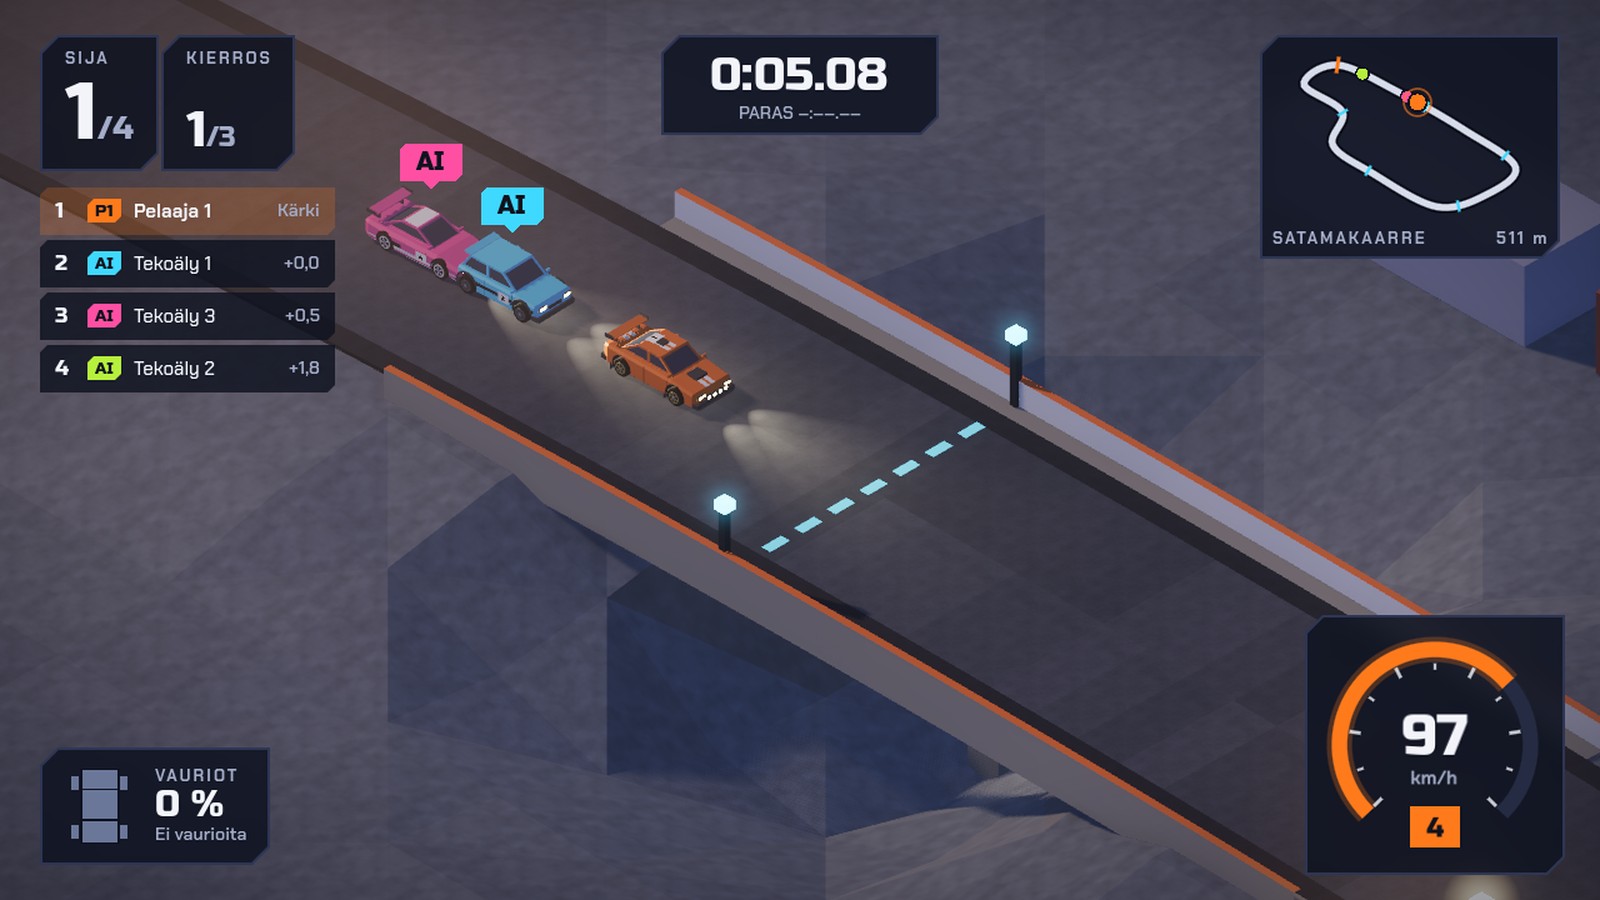 SIJA
1/4
KIERROS
1/3
0:05.08
PARAS –:––.––
1 P1 Pelaaja 1 Kärki
2 AI Tekoäly 1 +0,0
3 AI Tekoäly 3 +0,5
4 AI Tekoäly 2 +1,8
AI
AI
SATAMAKAARRE 511 m
VAURIOT
0 %
Ei vaurioita
97
km/h
4